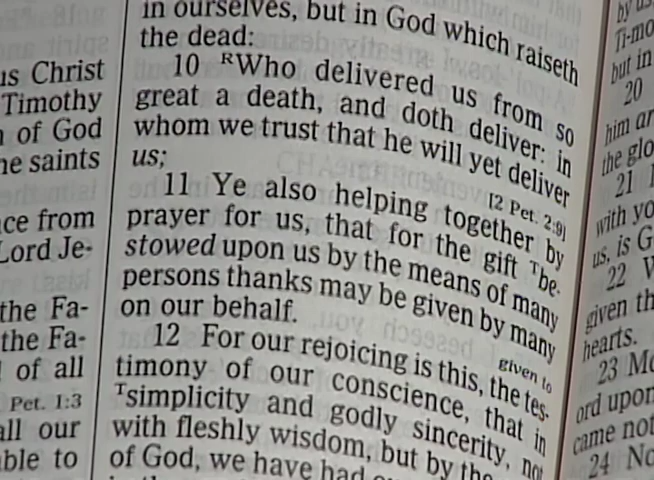 us Christ
Timothy
of God
saints
from
Lord Je-
the Fa-
the Fa-
of all
Pet. 1:3
all our
to
in ourselves, but in God which raiseth
the dead:
10 RWho delivered us from so
great a death, and doth deliver: in
whom we trust that he will yet deliver
us;
[2 Pet. 2:9]
11 Ye also helping together by
prayer for us, that for the gift Tbe-
stowed upon us by the means of many
persons thanks may be given by many
on our behalf.
given to
12 For our rejoicing is this, the tes-
timony of our conscience, that in
Tsimplicity and godly sincerity, not
with fleshly wisdom, but by the
of God, we have had
by
Ti-mo
but in
20
him
the glo
21
with yo
us, is G
22 W
given th
hearts.
23 Mo
ord upon
came not
24 No